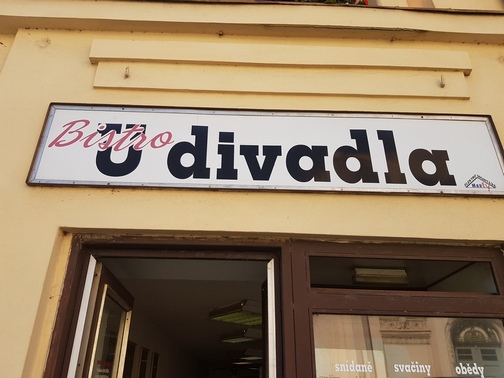 Bistro
U divadla
snídaně svačiny obědy